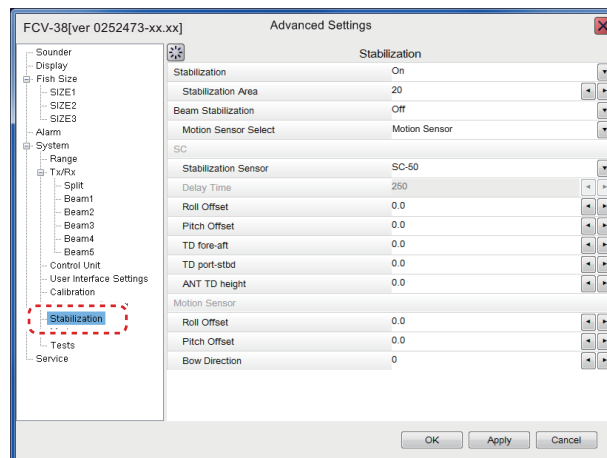 FCV-38[ver 0252473-xx.xx]
Advanced Settings
Sounder
Display
Fish Size
SIZE1
SIZE2
SIZE3
Alarm
System
Range
Tx/Rx
Split
Beam1
Beam2
Beam3
Beam4
Beam5
Control Unit
User Interface Settings
Calibration
Stabilization
Tests
Service
Stabilization
Stabilization On
Stabilization Area 20
Beam Stabilization Off
Motion Sensor Select Motion Sensor
SC
Stabilization Sensor SC-50
Delay Time 250
Roll Offset 0.0
Pitch Offset 0.0
TD fore-aft 0.0
TD port-stbd 0.0
ANT TD height 0.0
Motion Sensor
Roll Offset 0.0
Pitch Offset 0.0
Bow Direction 0
OK Apply Cancel